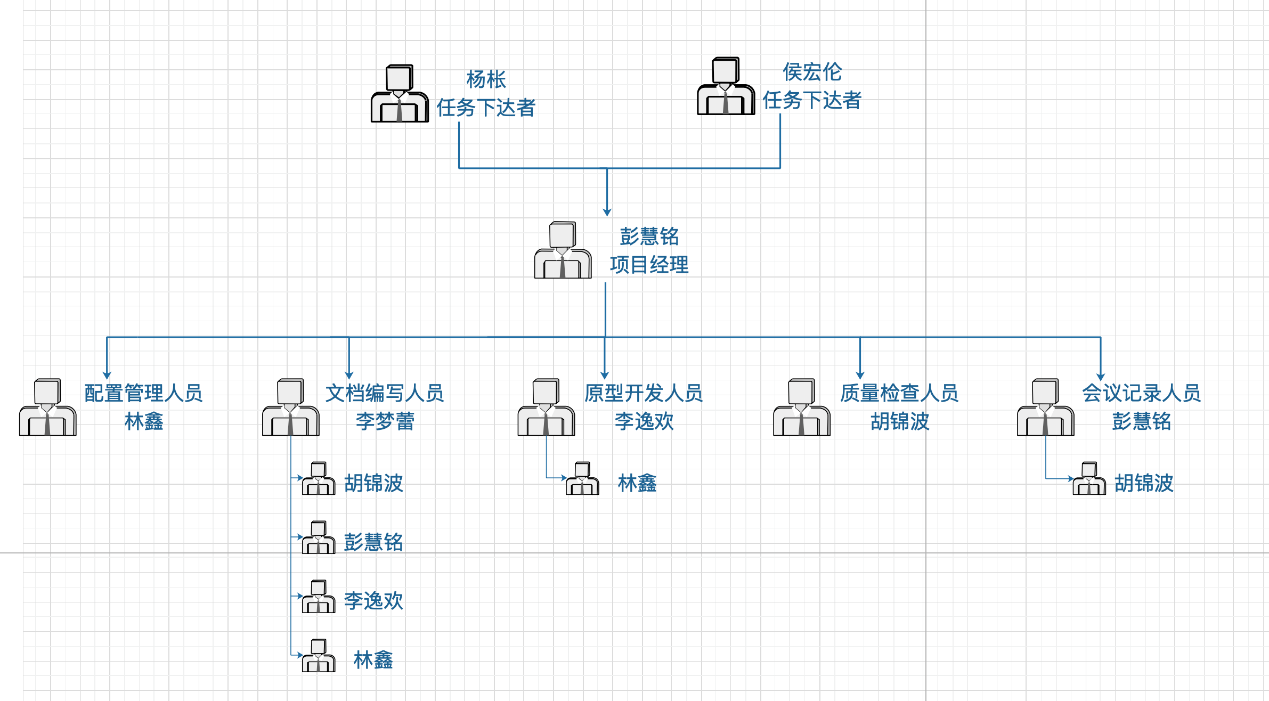 杨枨
任务下达者
侯宏伦
任务下达者
彭慧铭
项目经理
配置管理人员
林鑫
文档编写人员
李梦蕾
原型开发人员
李逸欢
质量检查人员
胡锦波
会议记录人员
彭慧铭
胡锦波
彭慧铭
李逸欢
林鑫
林鑫
胡锦波